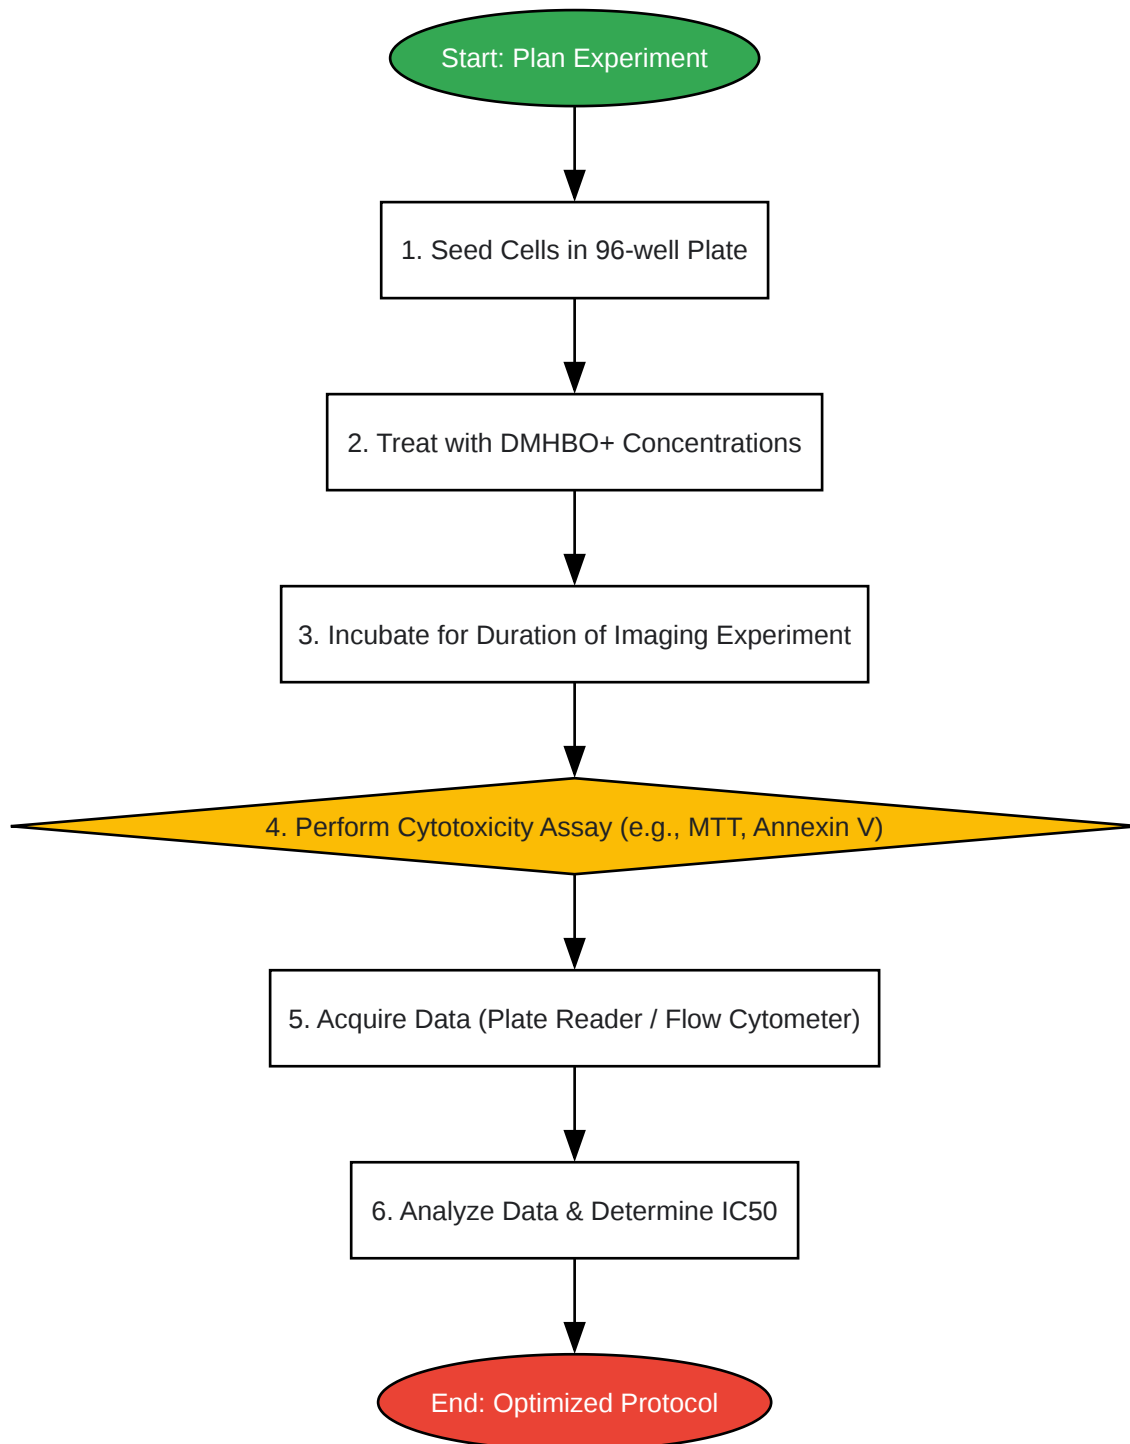 Start: Plan Experiment
1. Seed Cells in 96-well Plate
2. Treat with DMHBO+ Concentrations
3. Incubate for Duration of Imaging Experiment
4. Perform Cytotoxicity Assay (e.g., MTT, Annexin V)
5. Acquire Data (Plate Reader / Flow Cytometer)
6. Analyze Data & Determine IC50
End: Optimized Protocol